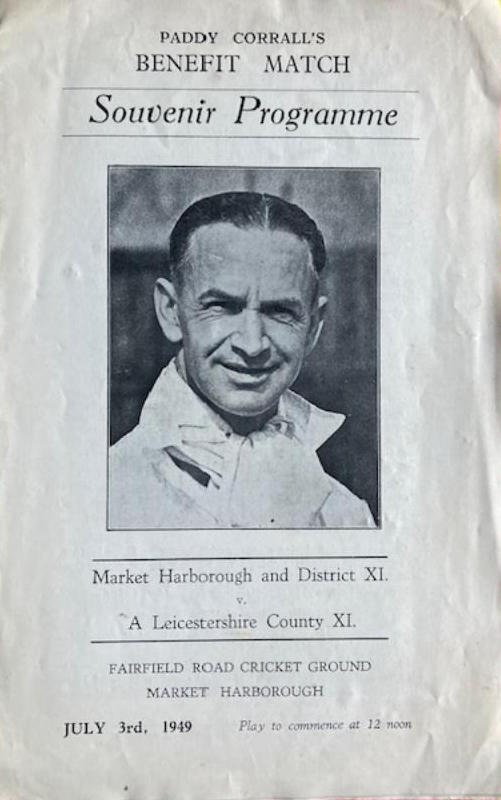 PADDY CORRALL'S
BENEFIT MATCH
Souvenir Programme
Market Harborough and District XI.
v.
A Leicestershire County XI.
FAIRFIELD ROAD CRICKET GROUND
MARKET HARBOROUGH
JULY 3rd, 1949 Play to commence at 12 noon